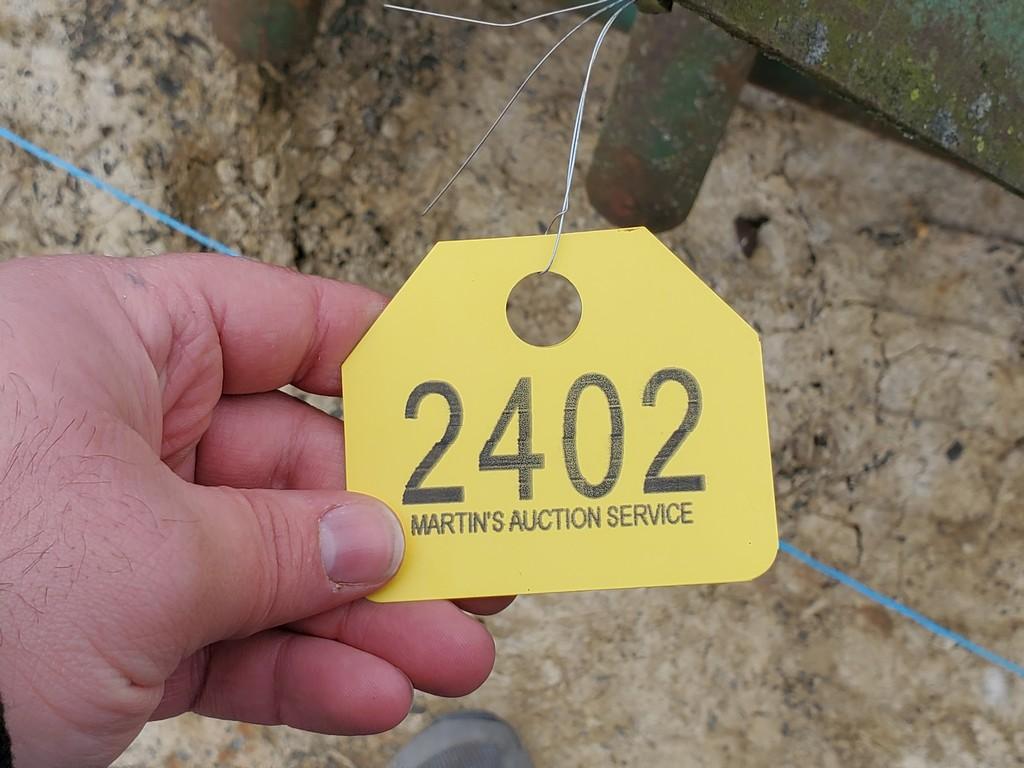 2402
MARTIN'S AUCTION SERVICE